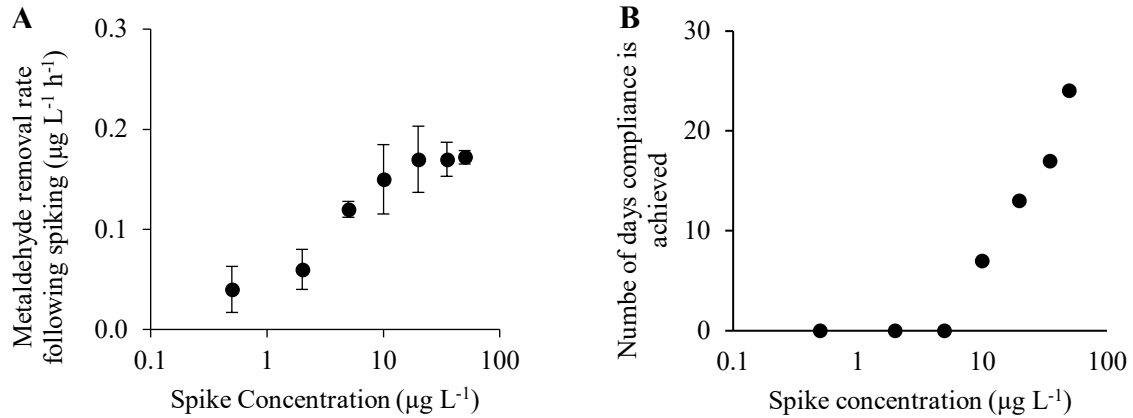 A
Metaldehyde removal rate
following spiking (µg L-1 h-1)
0.3
0.2
0.1
0.0
0.1
1
10
100
Spike Concentration (µg L-1)
B
Numbe of days compliance is
achieved
30
20
10
0
0.1
1
10
100
Spike concentration (µg L-1)